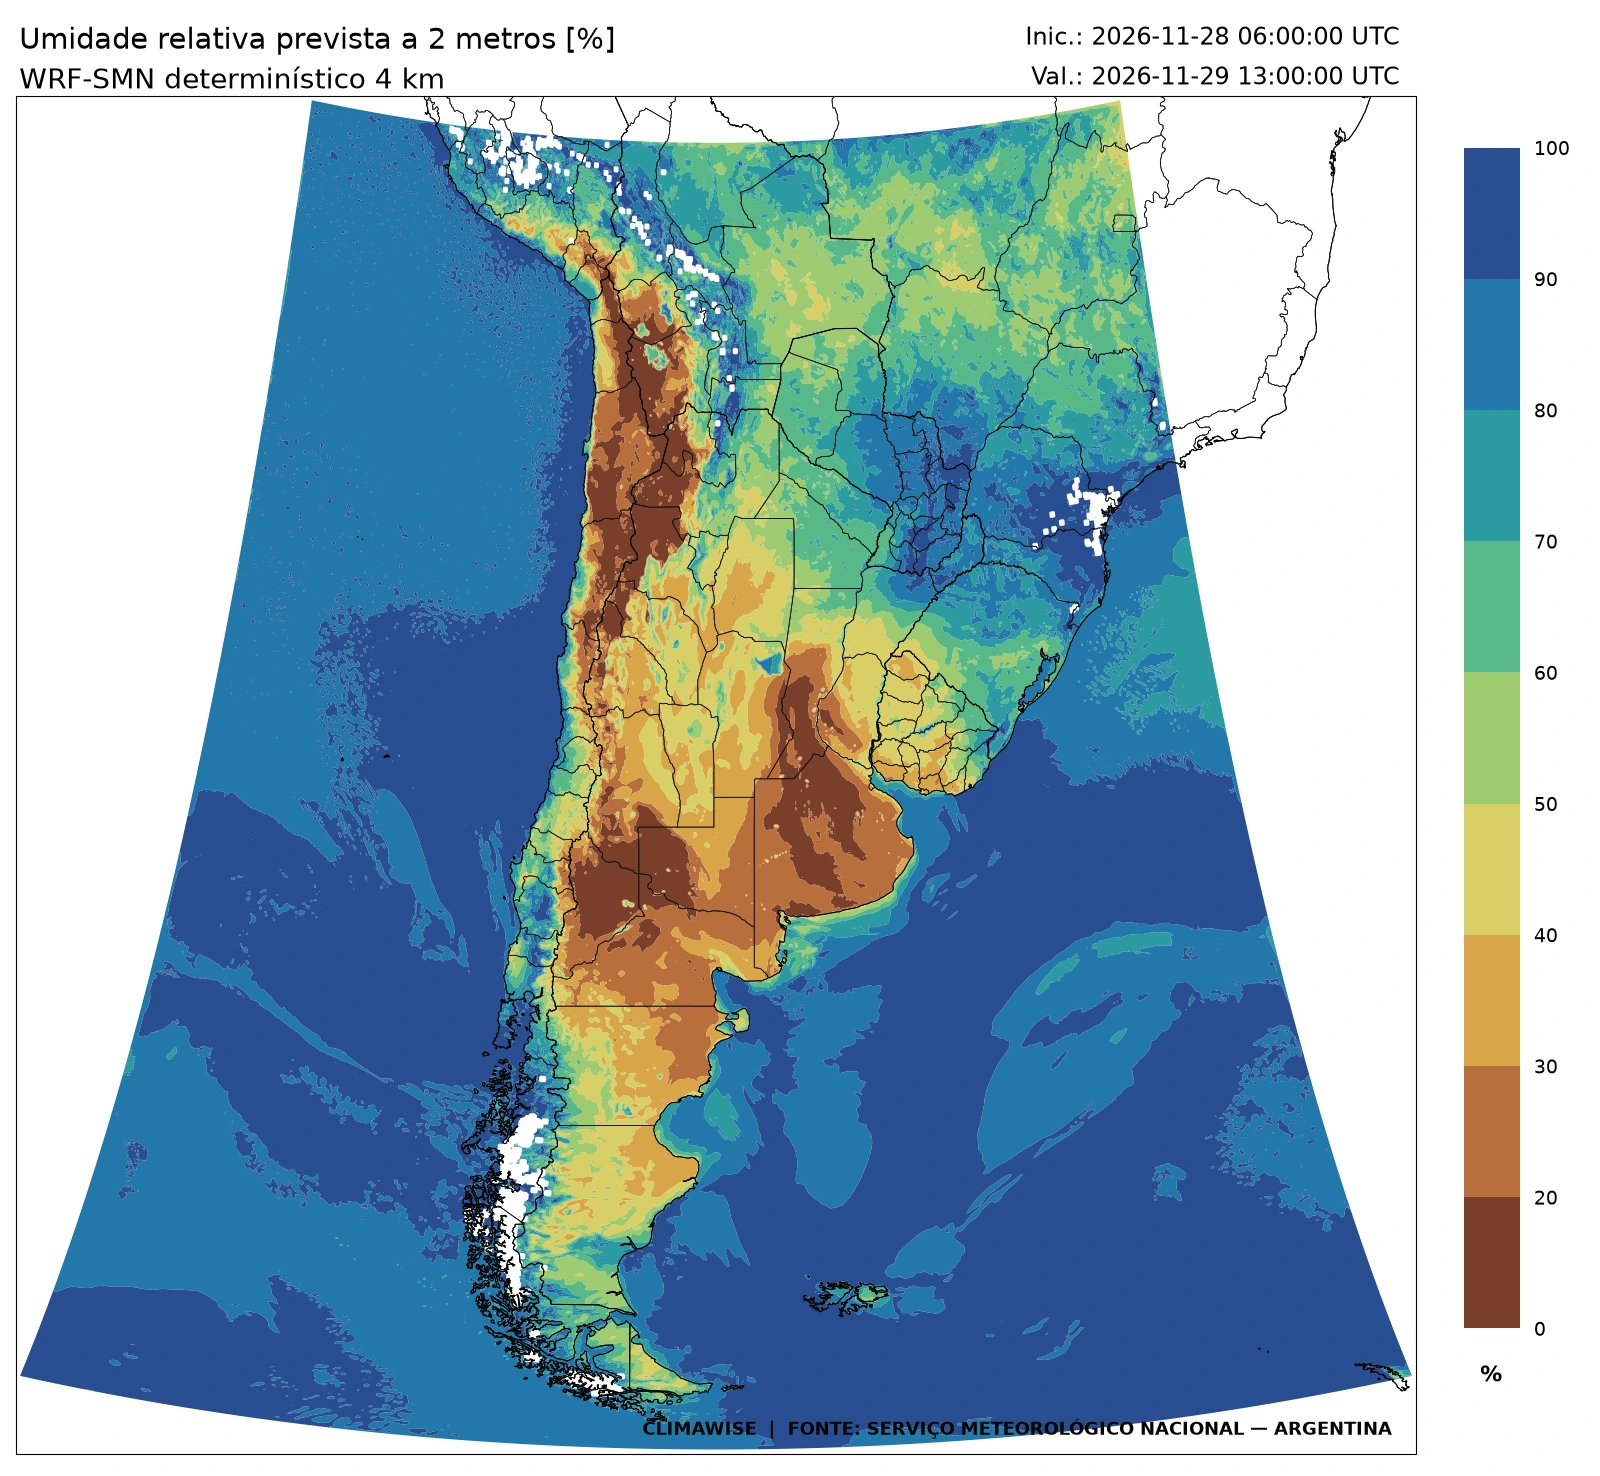 Umidade relativa prevista a 2 metros [%]
WRF-SMN determinístico 4 km
Inic.: 2026-11-28 06:00:00 UTC
Val.: 2026-11-29 13:00:00 UTC
100
90
80
70
60
50
40
30
20
0
%
CLIMAWISE | FONTE: SERVIÇO METEOROLÓGICO NACIONAL — ARGENTINA